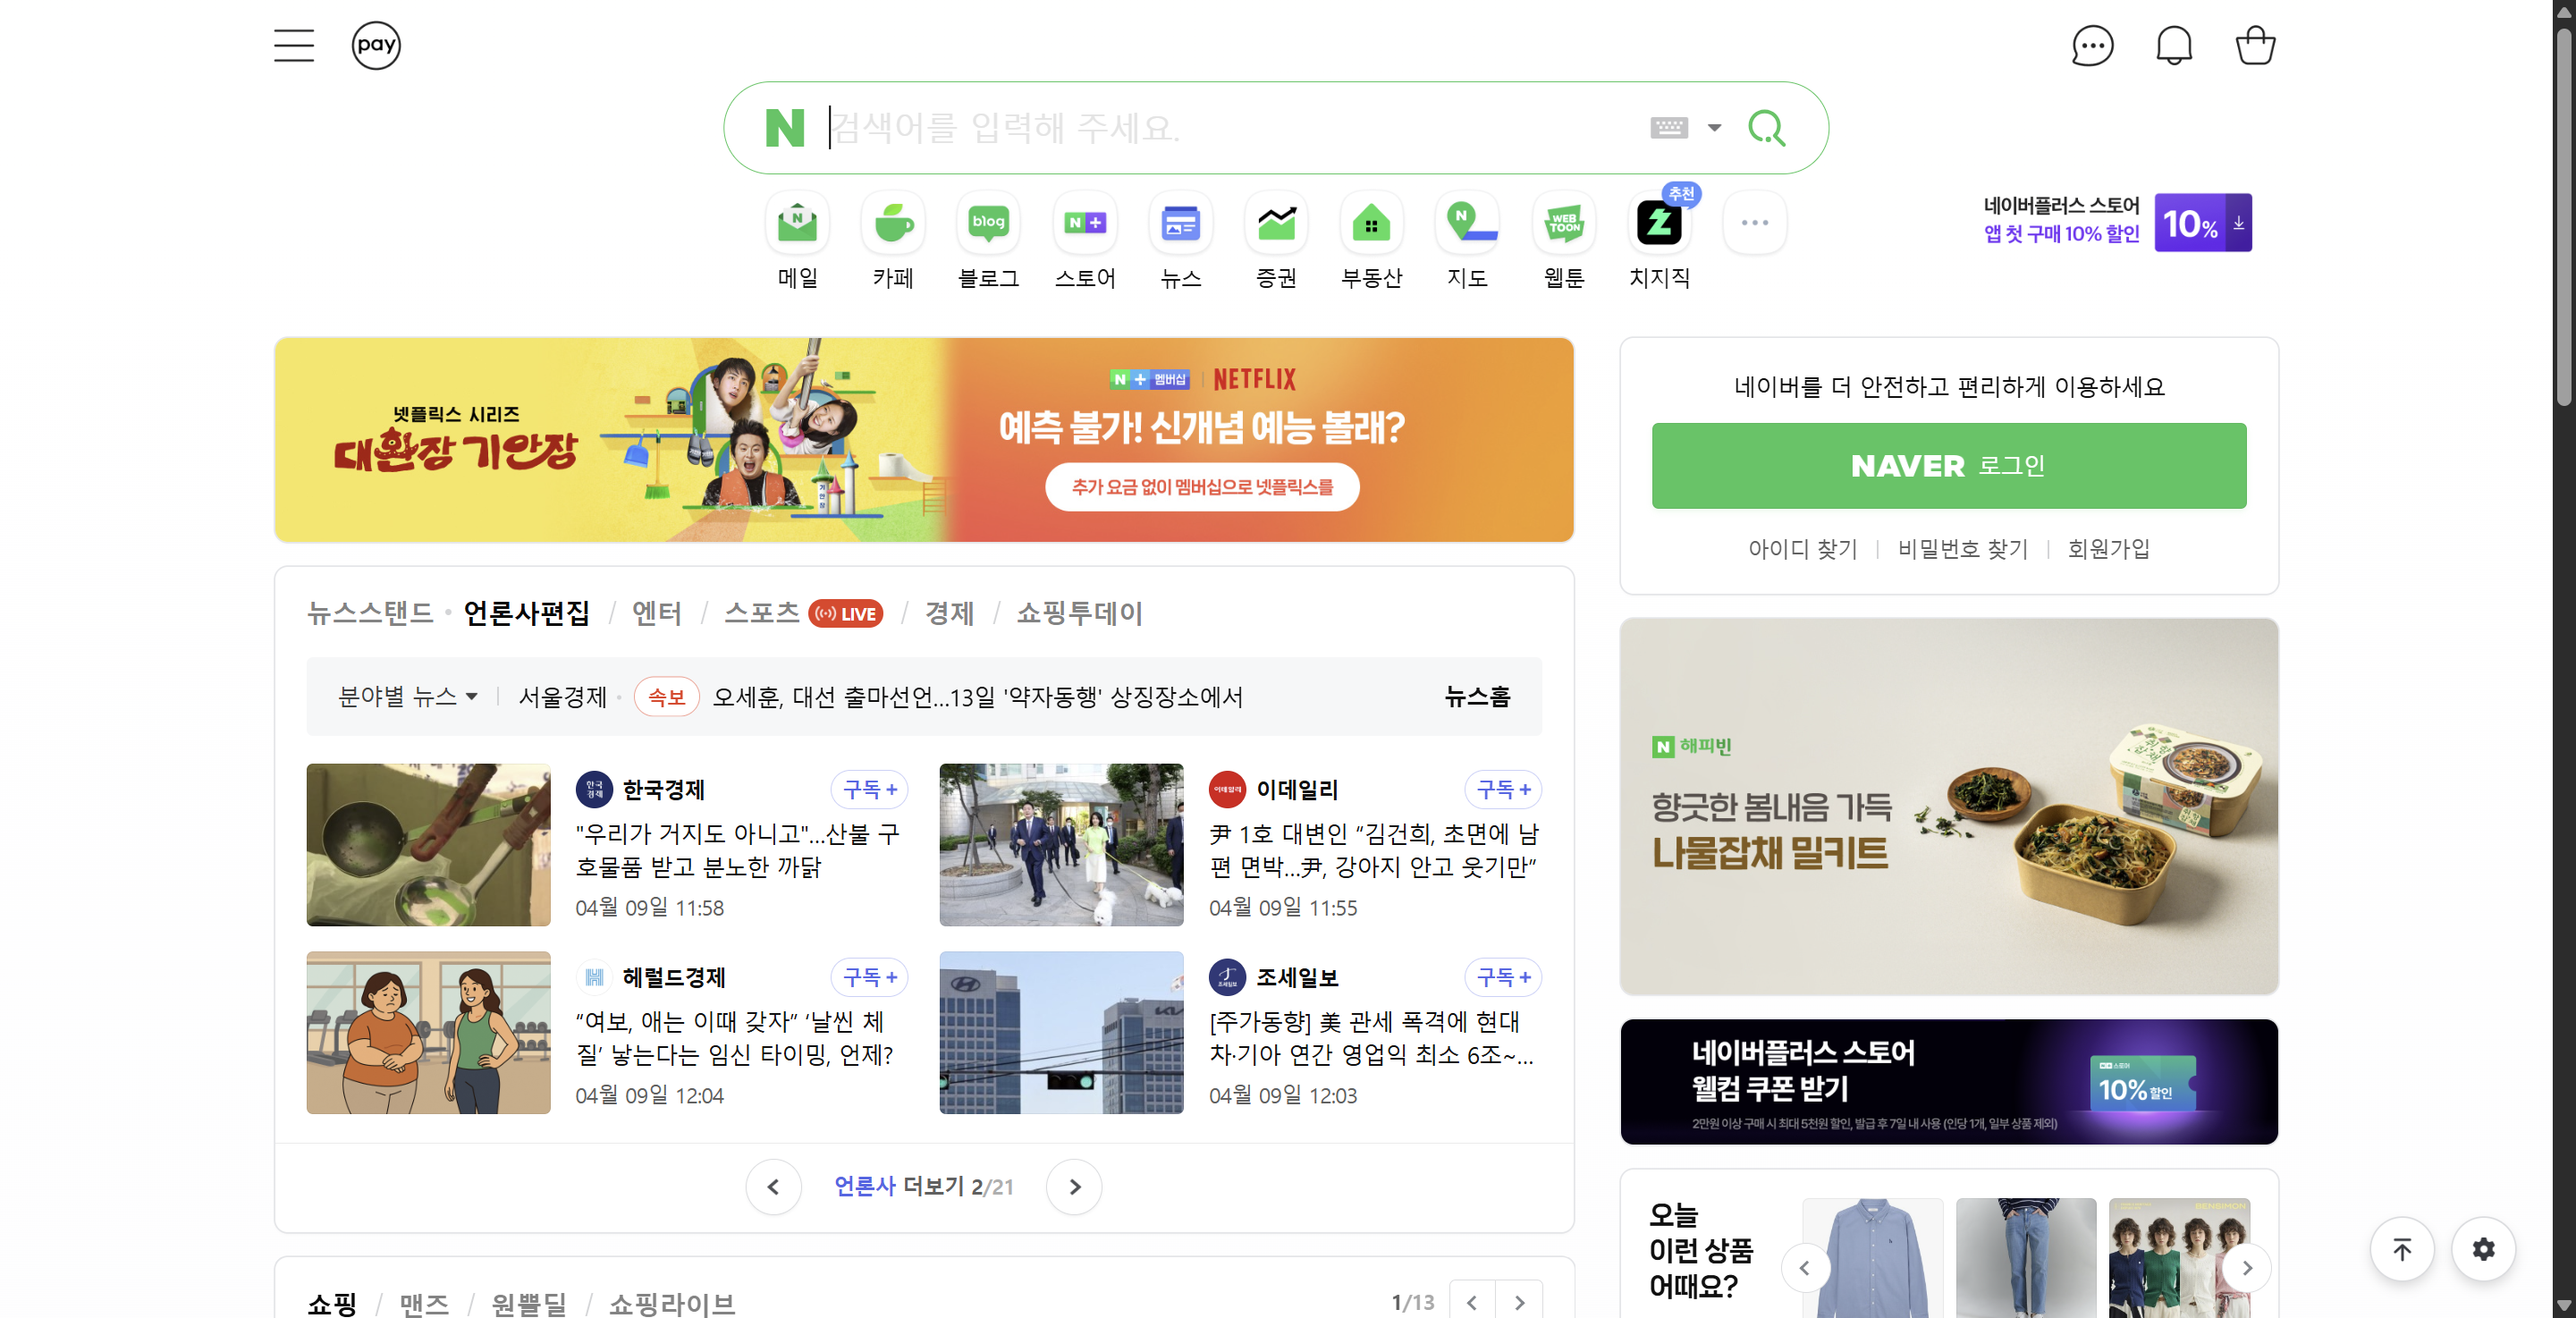 pay
N 검색어를 입력해 주세요.
추천
메일 카페 블로그 스토어 뉴스 증권 부동산 지도 웹툰 치지직
blog
N+
WEB TOON
네이버플러스 스토어
앱 첫 구매 10% 할인
10%
넷플릭스 시리즈
대환장 기안장
N+ 멤버십 | NETFLIX
예측 불가! 신개념 예능 볼래?
추가 요금 없이 멤버십으로 넷플릭스를
네이버를 더 안전하고 편리하게 이용하세요
NAVER 로그인
아이디 찾기 | 비밀번호 찾기 | 회원가입
뉴스스탠드 · 언론사편집 / 엔터 / 스포츠 LIVE / 경제 / 쇼핑투데이
분야별 뉴스 | 서울경제 · 속보 오세훈, 대선 출마선언...13일 '약자동행' 상징장소에서 뉴스홈
한국경제 구독+
"우리가 거지도 아니고"…산불 구
호물품 받고 분노한 까닭
04월 09일 11:58
이데일리 구독+
尹 1호 대변인 “김건희, 초면에 남
편 면박…尹, 강아지 안고 웃기만”
04월 09일 11:55
헤럴드경제 구독+
“여보, 애는 이때 갖자” ‘날씬 체
질’ 낳는다는 임신 타이밍, 언제?
04월 09일 12:04
조세일보 구독+
[주가동향] 美 관세 폭격에 현대
차·기아 연간 영업익 최소 6조~...
04월 09일 12:03
언론사 더보기 2/21
N 해피빈
향긋한 봄내음 가득
나물잡채 밀키트
네이버플러스 스토어
웰컴 쿠폰 받기
2만원 이상 구매 시 최대 5천원 할인, 발급 후 7일 내 사용 (인당 1개, 일부 상품 제외)
10% 할인
오늘
이런 상품
어때요?
BENSIMON
쇼핑 / 맨즈 / 원쁠딜 / 쇼핑라이브
1/13